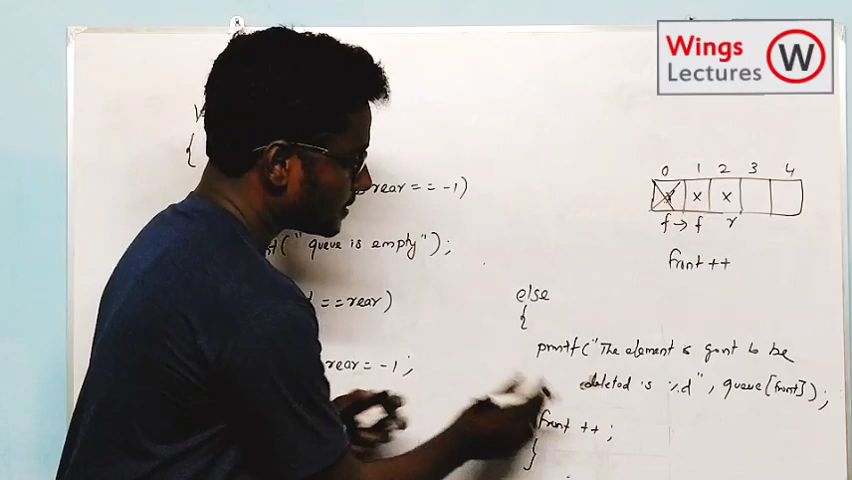 Wings
Lectures
W
{
rear == -1)
("queue is empty");
== rear)
rear = -1;
0 1 2 3 4
x x x
f → f r
front ++
else
{
printf("The element is goint to be
deleted is %d", queue[front]);
front ++;
}